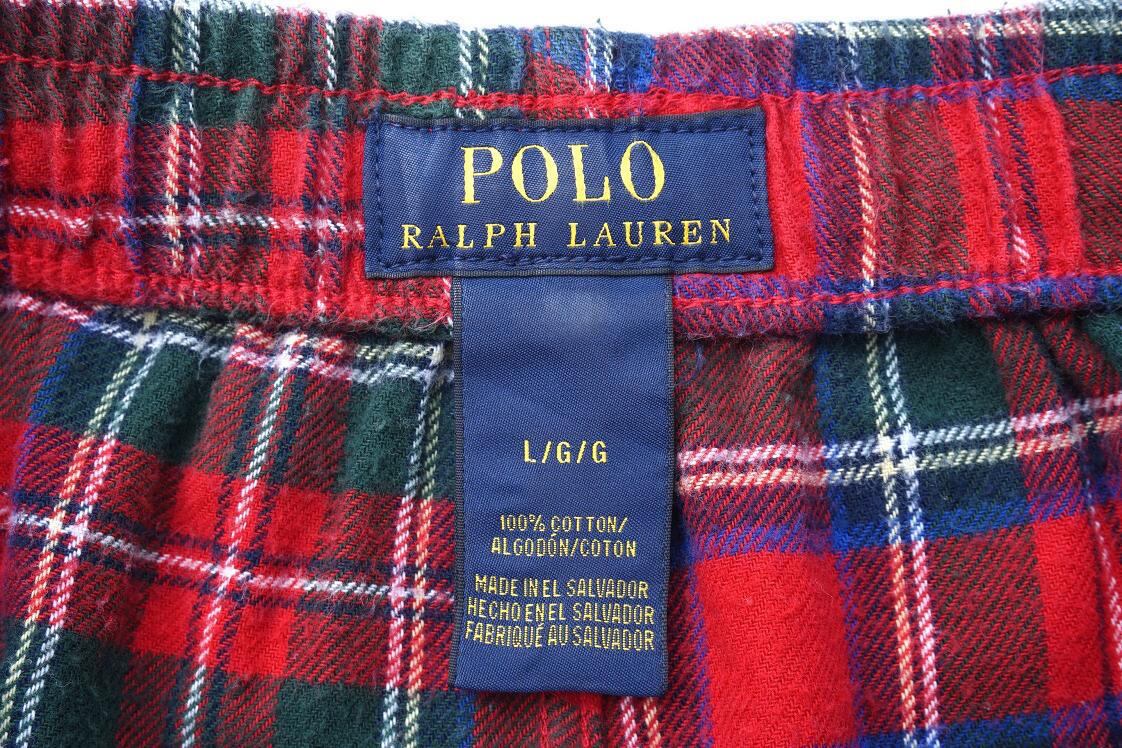 POLO
RALPH LAUREN
L/G/G
100% COTTON/
ALGODÓN/COTON
MADE IN EL SALVADOR
HECHO EN EL SALVADOR
FABRIQUÉ AU SALVADOR